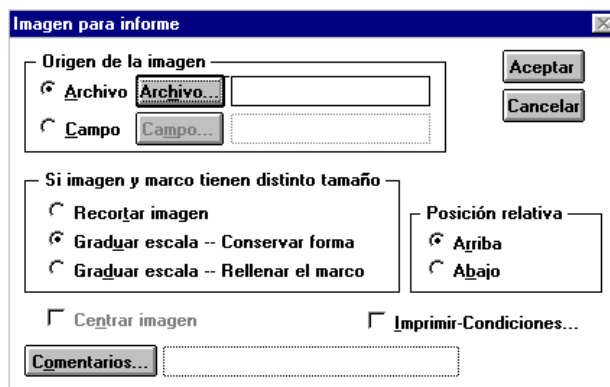 Imagen para informe
Origen de la imagen
Archivo Archivo...
Campo Campo...
Aceptar
Cancelar
Si imagen y marco tienen distinto tamaño
Recortar imagen
Graduar escala -- Conservar forma
Graduar escala -- Rellenar el marco
Posición relativa
Arriba
Abajo
Centrar imagen
Imprimir-Condiciones...
Comentarios...